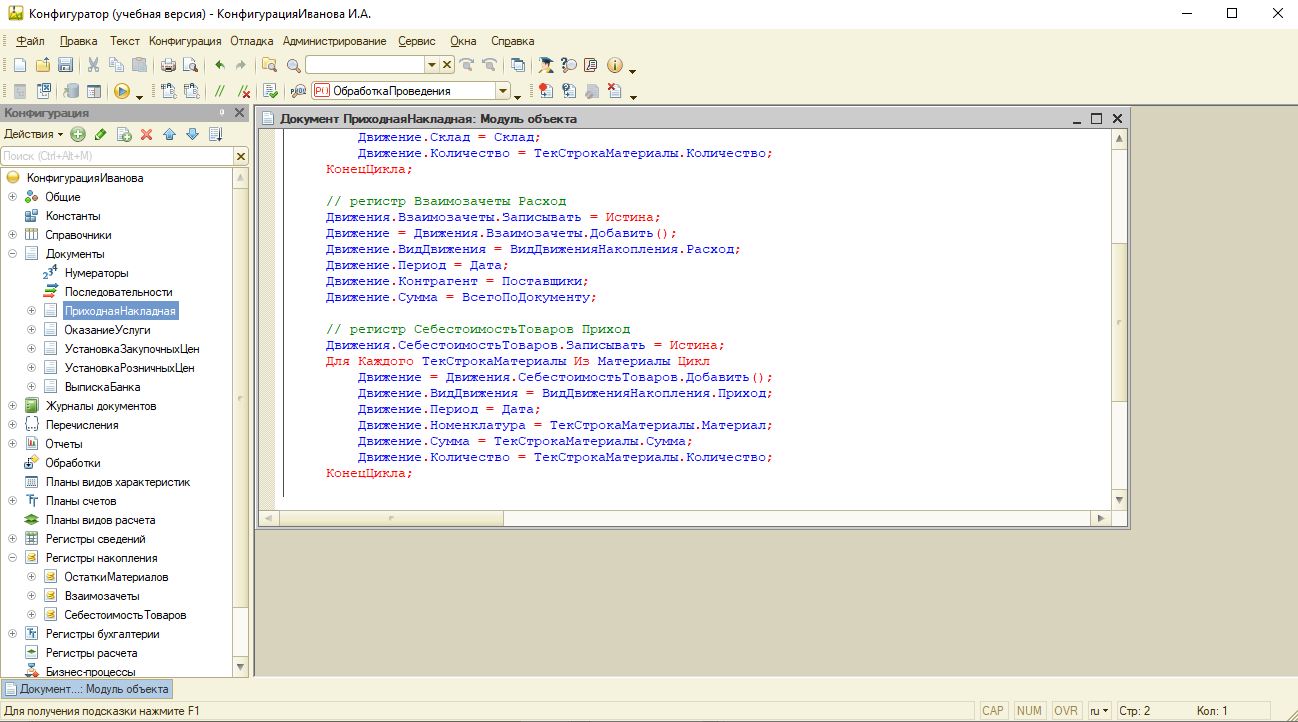 Конфигуратор (учебная версия) - КонфигурацияИванова И.А.
Файл Правка Текст Конфигурация Отладка Администрирование Сервис Окна Справка
P() ОбработкаПроведения
Конфигурация
Действия
Поиск (Ctrl+Alt+M)
КонфигурацияИванова
Общие
Константы
Справочники
Документы
Нумераторы
Последовательности
ПриходнаяНакладная
ОказаниеУслуги
УстановкаЗакупочныхЦен
УстановкаРозничныхЦен
ВыпискаБанка
Журналы документов
Перечисления
Отчеты
Обработки
Планы видов характеристик
Планы счетов
Планы видов расчета
Регистры сведений
Регистры накопления
ОстаткиМатериалов
Взаимозачеты
СебестоимостьТоваров
Регистры бухгалтерии
Регистры расчета
Бизнес-процессы
Документ ПриходнаяНакладная: Модуль объекта
Движение.Склад = Склад;
Движение.Количество = ТекСтрокаМатериалы.Количество;
КонецЦикла;
// регистр Взаимозачеты Расход
Движения.Взаимозачеты.Записывать = Истина;
Движение = Движения.Взаимозачеты.Добавить();
Движение.ВидДвижения = ВидДвиженияНакопления.Расход;
Движение.Период = Дата;
Движение.Контрагент = Поставщики;
Движение.Сумма = ВсегоПоДокументу;
// регистр СебестоимостьТоваров Приход
Движения.СебестоимостьТоваров.Записывать = Истина;
Для Каждого ТекСтрокаМатериалы Из Материалы Цикл
Движение = Движения.СебестоимостьТоваров.Добавить();
Движение.ВидДвижения = ВидДвиженияНакопления.Приход;
Движение.Период = Дата;
Движение.Номенклатура = ТекСтрокаМатериалы.Материал;
Движение.Сумма = ТекСтрокаМатериалы.Сумма;
Движение.Количество = ТекСтрокаМатериалы.Количество;
КонецЦикла;
Документ...: Модуль объекта
Для получения подсказки нажмите F1
CAP NUM OVR ru Стр: 2 Кол: 1